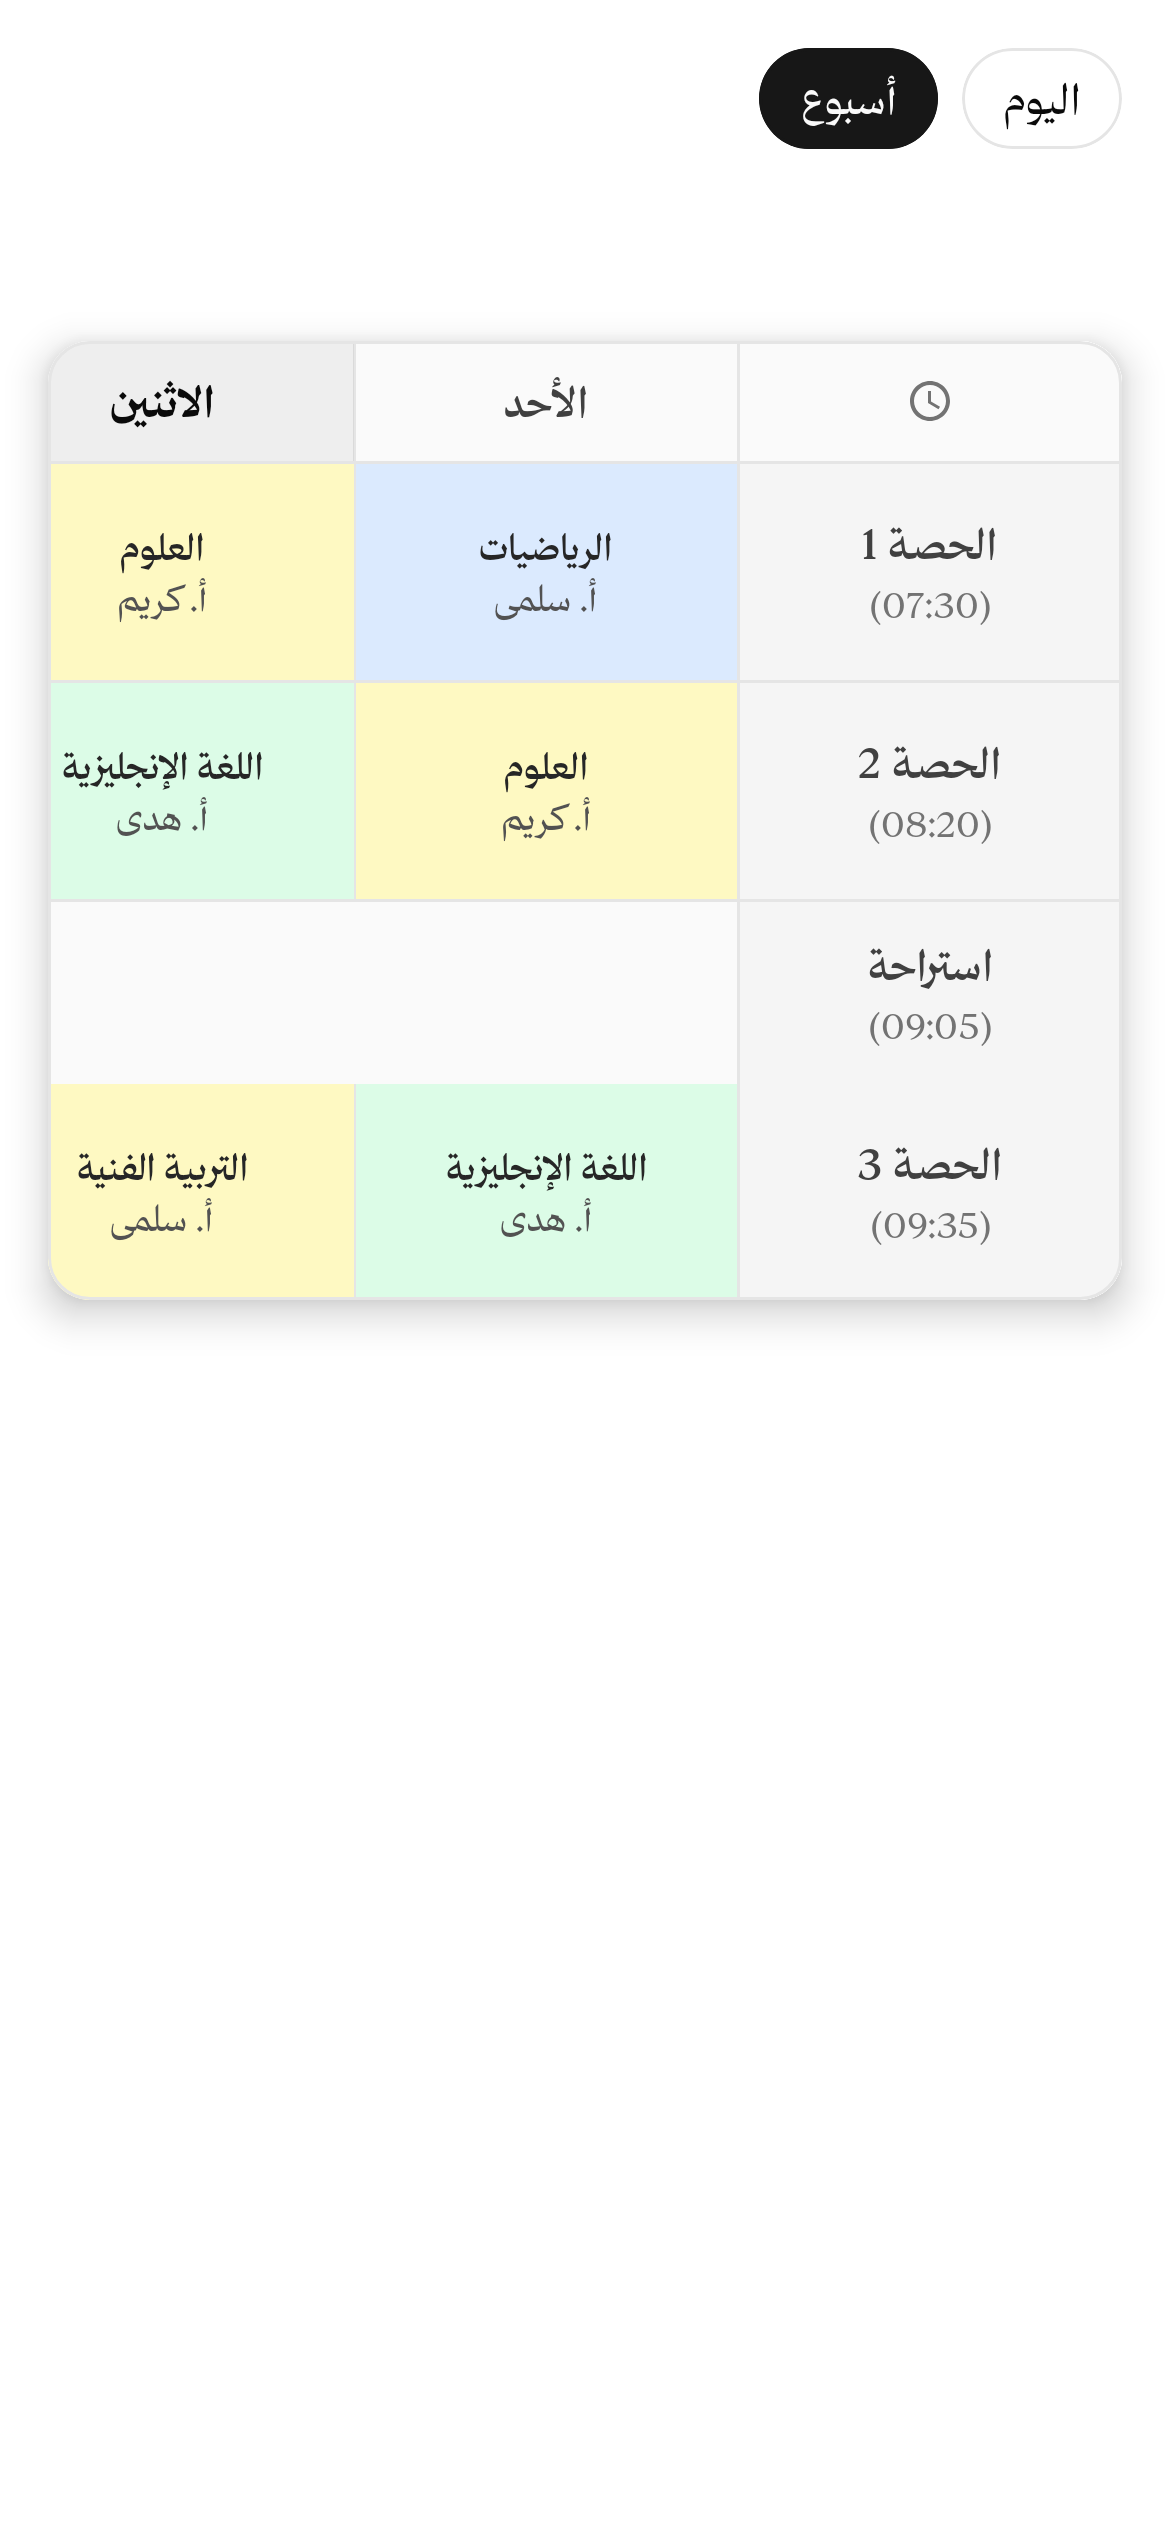 اليوم
أسبوع
الأحد
الاثنين
الحصة 1
(07:30)
الرياضيات
أ. سلمى
العلوم
أ. كريم
الحصة 2
(08:20)
العلوم
أ. كريم
اللغة الإنجليزية
أ. هدى
استراحة
(09:05)
الحصة 3
(09:35)
اللغة الإنجليزية
أ. هدى
التربية الفنية
أ. سلمى